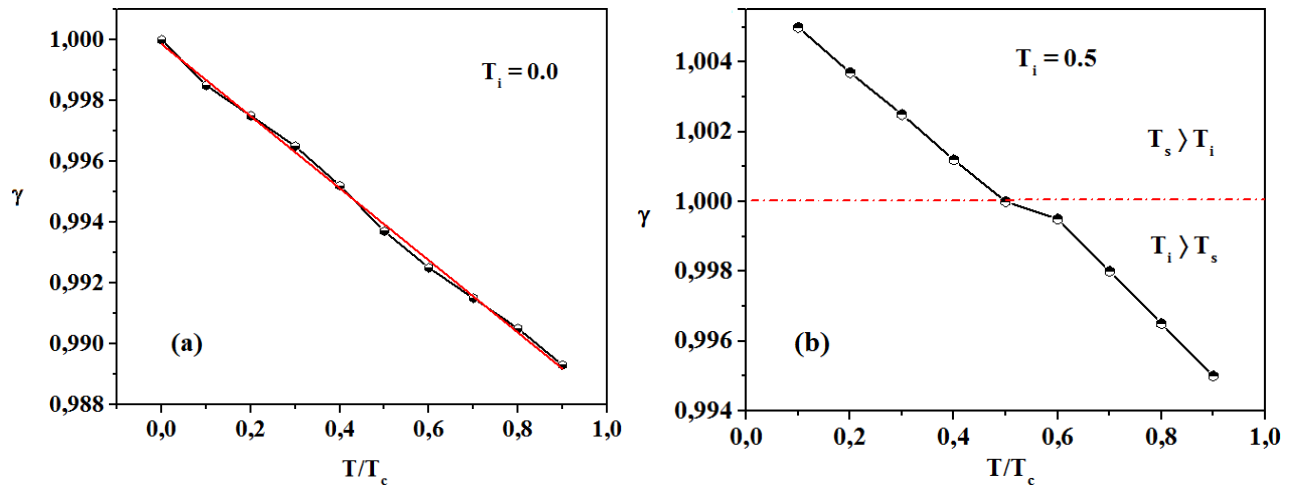 1,000
0,998
0,996
0,994
0,992
0,990
0,988
γ
T_i = 0.0
(a)
0,0 0,2 0,4 0,6 0,8 1,0
T/T_c
1,004
1,002
1,000
0,998
0,996
0,994
γ
T_i = 0.5
T_s ⟩ T_i
T_i ⟩ T_s
(b)
0,0 0,2 0,4 0,6 0,8 1,0
T/T_c